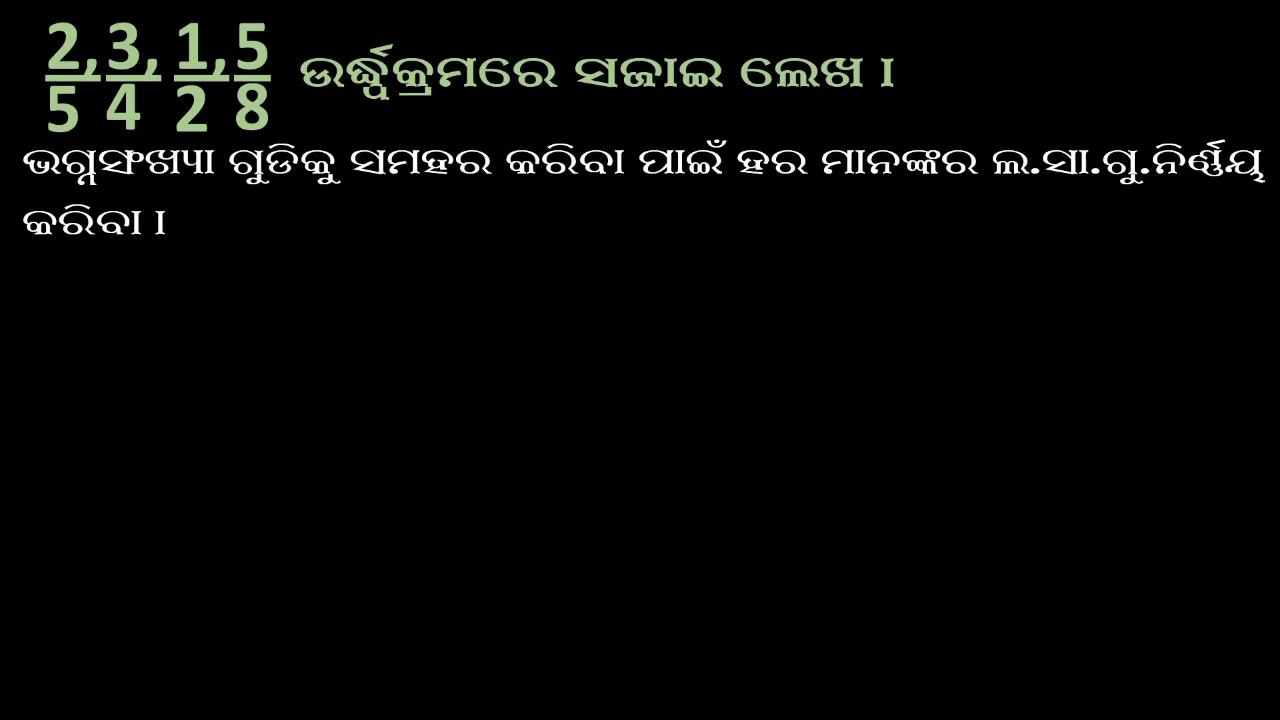 2/5, 3/4, 1/2, 5/8 ଊର୍ଦ୍ଧ୍ୱକ୍ରମରେ ସଜାଇ ଲେଖ ।
ଭଗ୍ନସଂଖ୍ୟା ଗୁଡିକୁ ସମହର କରିବା ପାଇଁ ହର ମାନଙ୍କର ଲ.ସା.ଗୁ.ନିର୍ଣ୍ଣୟ
କରିବା ।